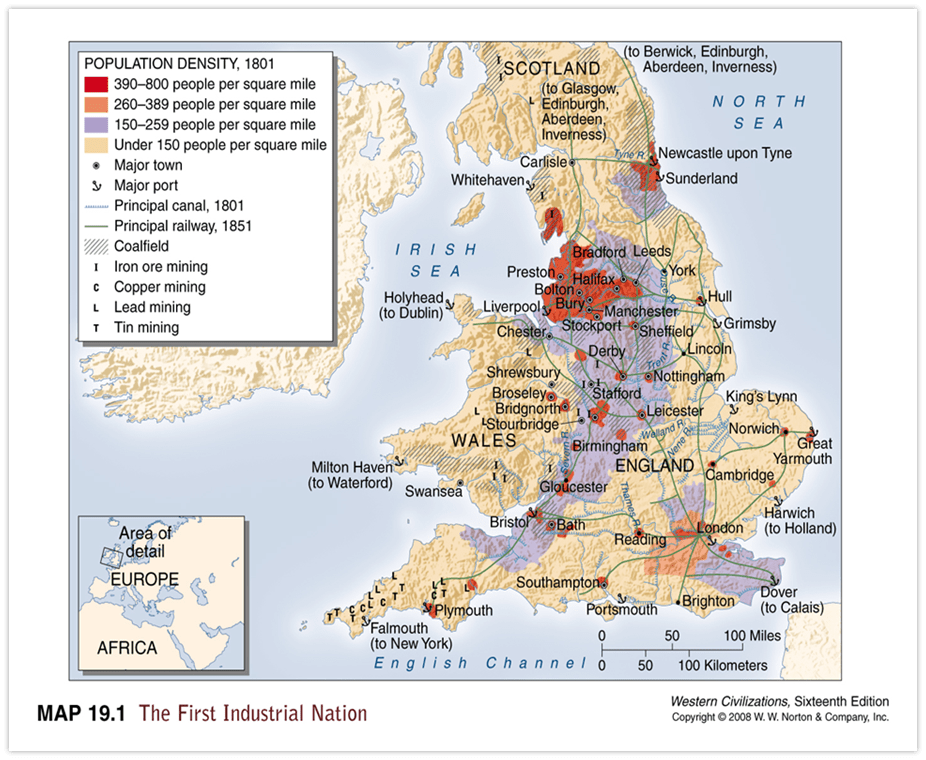 POPULATION DENSITY, 1801
390–800 people per square mile
260–389 people per square mile
150–259 people per square mile
Under 150 people per square mile
Major town
Major port
Principal canal, 1801
Principal railway, 1851
Coalfield
I Iron ore mining
C Copper mining
L Lead mining
T Tin mining
(to Berwick, Edinburgh,
Aberdeen, Inverness)
SCOTLAND
(to Glasgow,
Edinburgh,
Aberdeen,
Inverness)
NORTH
SEA
Tyne R.
Newcastle upon Tyne
Carlisle
Sunderland
Whitehaven
IRISH
SEA
Bradford
Leeds
Preston
Halifax
York
Bolton
Bury
Hull
Holyhead
(to Dublin)
Liverpool
Manchester
Stockport
Grimsby
Chester
Sheffield
Derby
Trent R.
Lincoln
Shrewsbury
Nottingham
Broseley
Stafford
King's Lynn
Bridgnorth
Leicester
Stourbridge
Welland R.
Norwich
WALES
Nene R.
Great
Yarmouth
Birmingham
Severn R.
ENGLAND
Milton Haven
(to Waterford)
Cambridge
Swansea
Gloucester
Thames R.
Harwich
(to Holland)
Bristol
Bath
London
Reading
Southampton
Dover
(to Calais)
Portsmouth
Brighton
Plymouth
Falmouth
(to New York)
English Channel
0 50 100 Miles
0 50 100 Kilometers
Area of
detail
EUROPE
AFRICA
MAP 19.1 The First Industrial Nation
Western Civilizations, Sixteenth Edition
Copyright © 2008 W. W. Norton & Company, Inc.